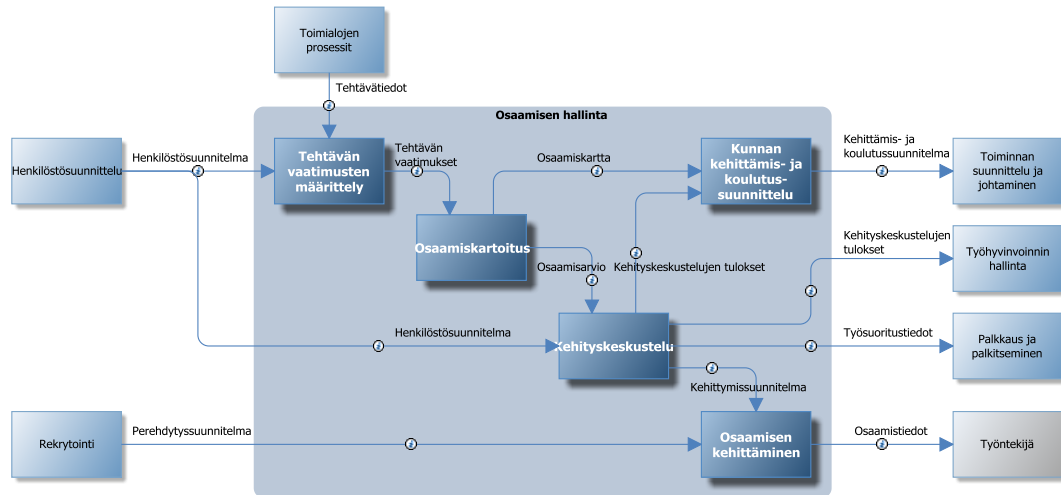 Toimialojen
prosessit
Tehtävätiedot
Osaamisen hallinta
Henkilöstösuunnittelu
Henkilöstösuunnitelma
Tehtävän
vaatimusten
määrittely
Tehtävän
vaatimukset
Osaamiskartta
Kunnan
kehittämis- ja
koulutus-
suunnittelu
Kehittämis- ja
koulutussuunnitelma
Toiminnan
suunnittelu ja
johtaminen
Osaamiskartoitus
Osaamisarvio
Kehityskeskustelujen tulokset
Kehityskeskustelujen
tulokset
Työhyvinvoinnin
hallinta
Henkilöstösuunnitelma
Kehityskeskustelu
Työsuoritustiedot
Palkkaus ja
palkitseminen
Kehittymissuunnitelma
Rekrytointi
Perehdytyssuunnitelma
Osaamisen
kehittäminen
Osaamistiedot
Työntekijä